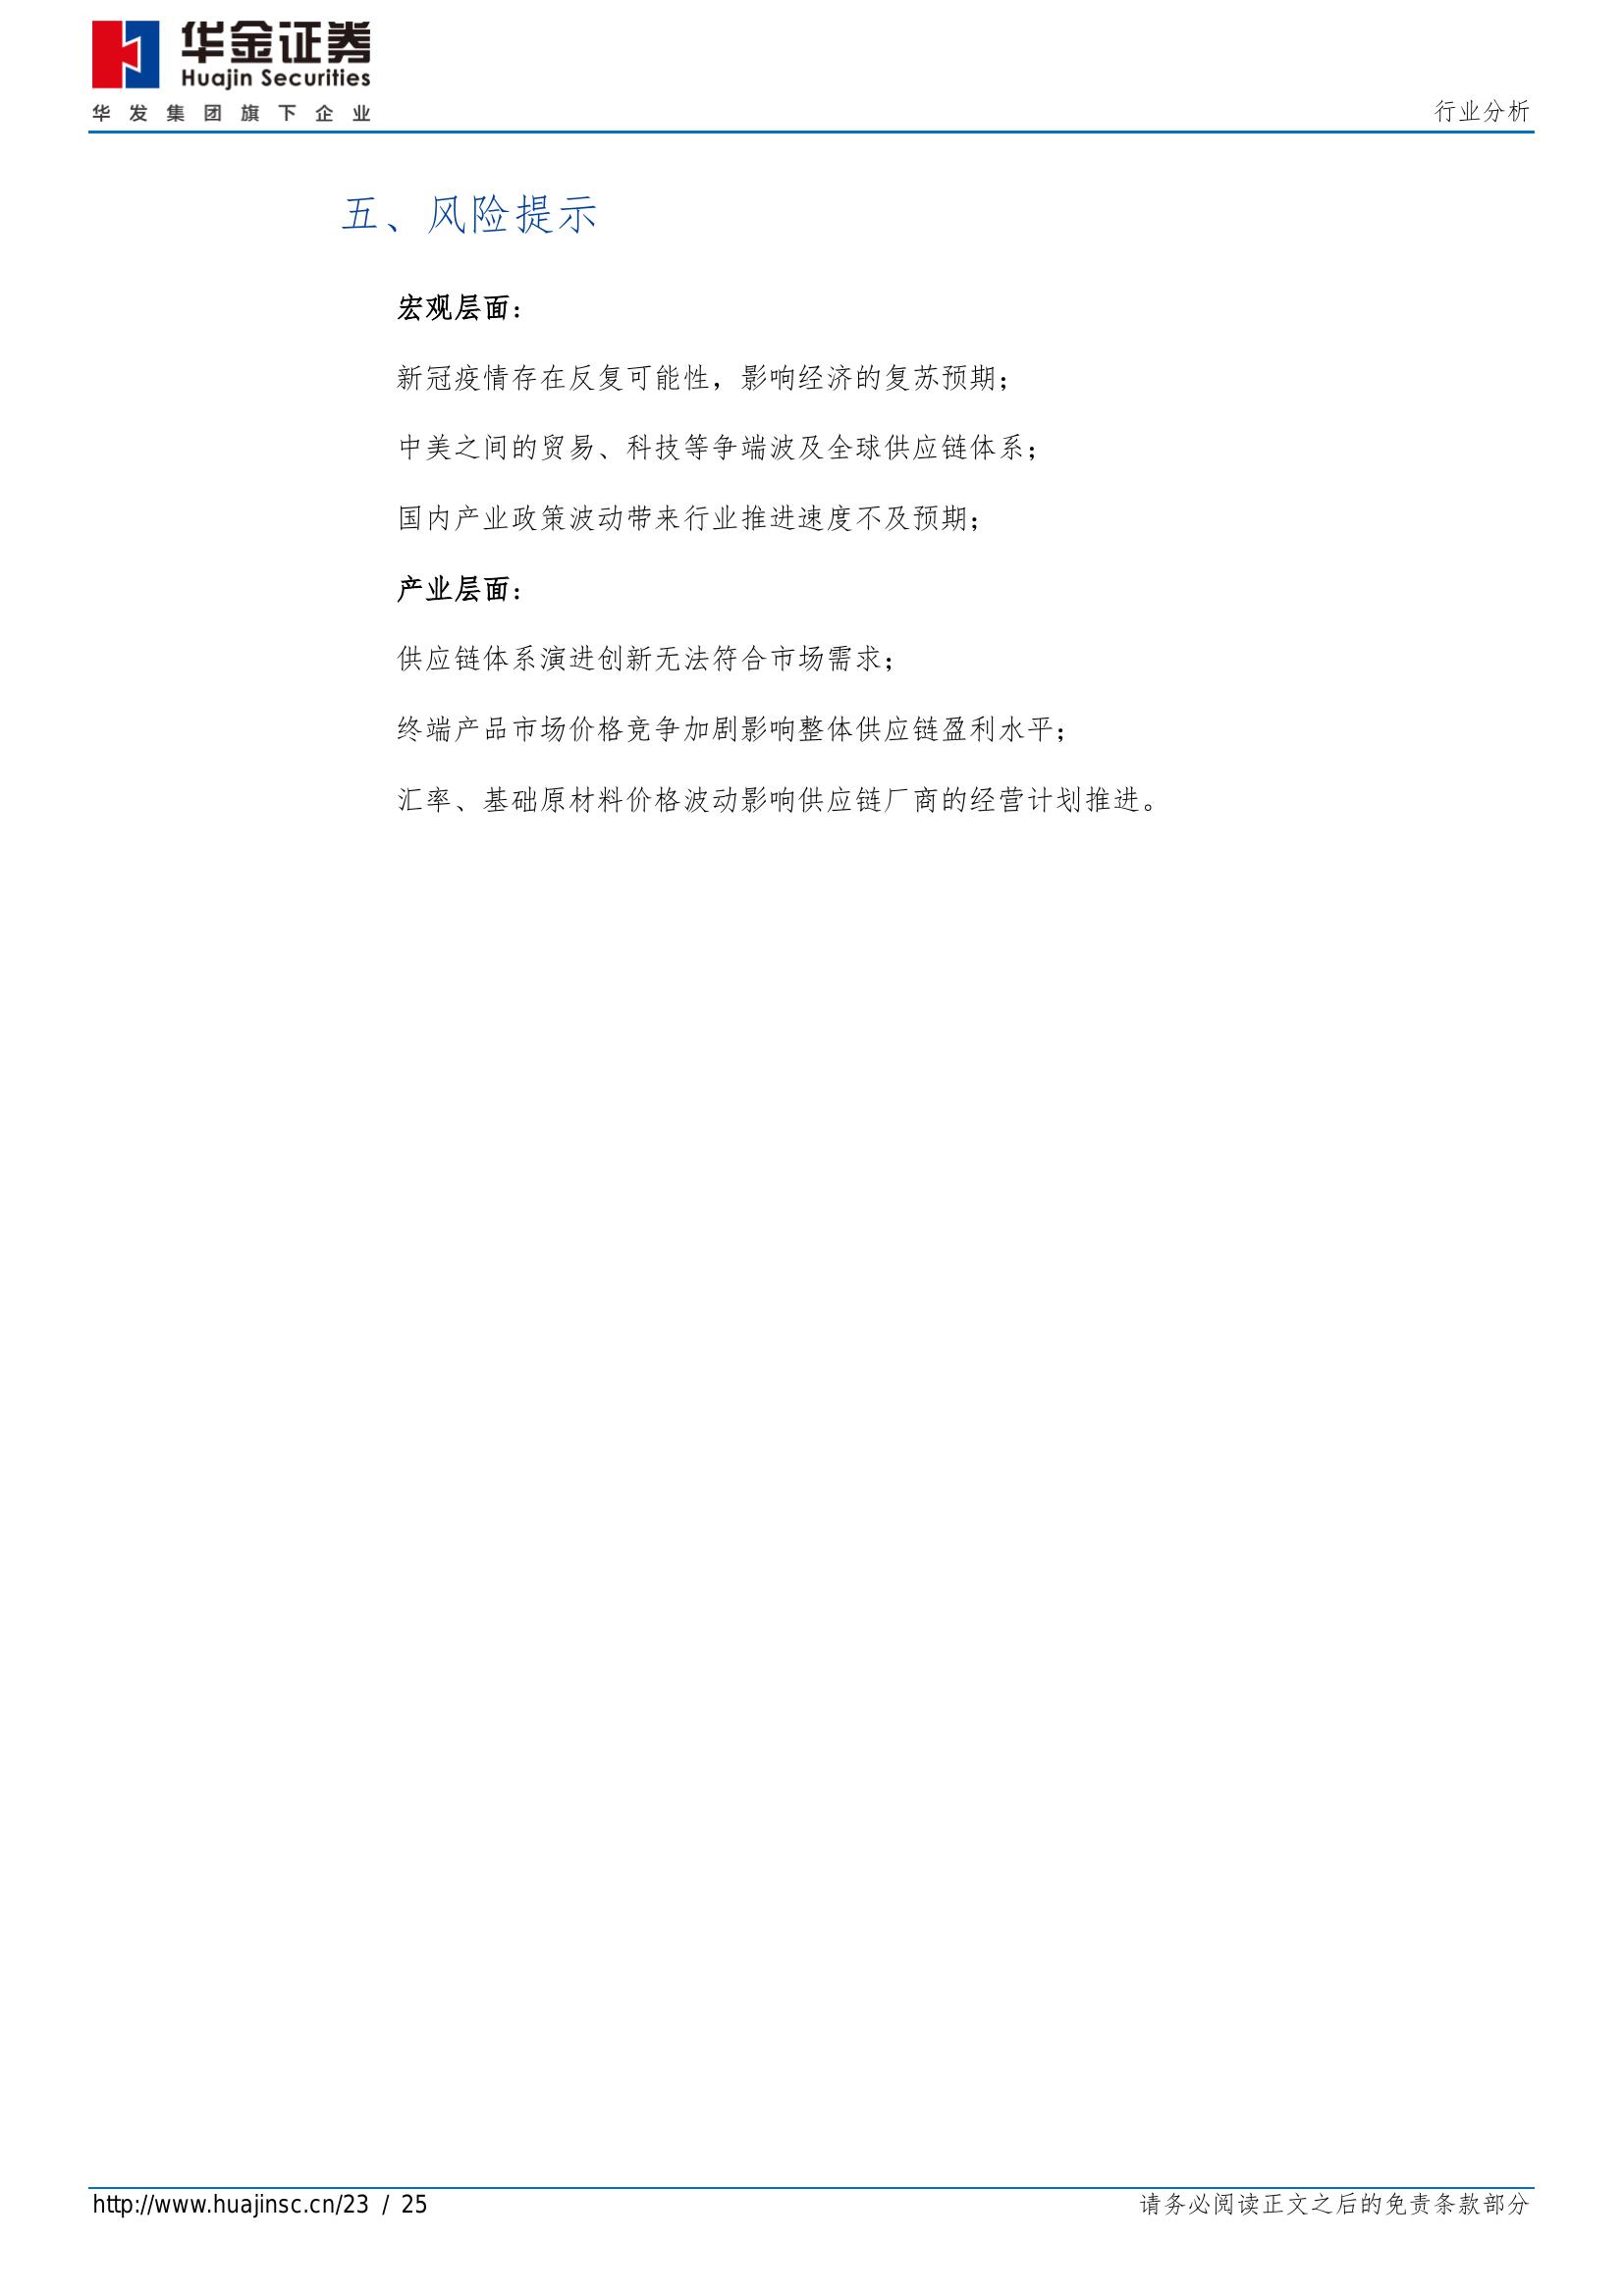 华金证券
Huajin Securities
华发集团旗下企业
行业分析
五、风险提示
宏观层面：
新冠疫情存在反复可能性，影响经济的复苏预期；
中美之间的贸易、科技等争端波及全球供应链体系；
国内产业政策波动带来行业推进速度不及预期；
产业层面：
供应链体系演进创新无法符合市场需求；
终端产品市场价格竞争加剧影响整体供应链盈利水平；
汇率、基础原材料价格波动影响供应链厂商的经营计划推进。
http://www.huajinsc.cn/23 / 25
请务必阅读正文之后的免责条款部分